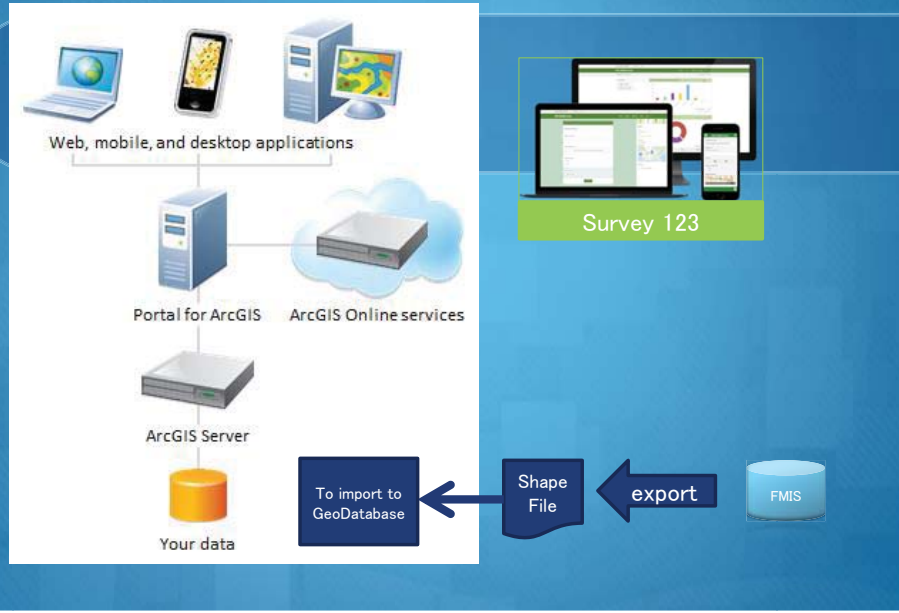 Web, mobile, and desktop applications
Survey 123
Portal for ArcGIS
ArcGIS Online services
ArcGIS Server
To import to
GeoDatabase
Shape
File
export
FMIS
Your data